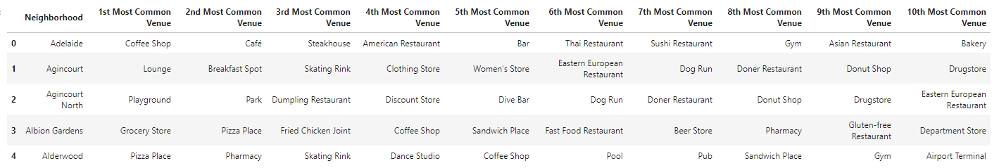 Neighborhood 1st Most Common Venue 2nd Most Common Venue 3rd Most Common Venue 4th Most Common Venue 5th Most Common Venue 6th Most Common Venue 7th Most Common Venue 8th Most Common Venue 9th Most Common Venue 10th Most Common Venue
0 Adelaide Coffee Shop Café Steakhouse American Restaurant Bar Thai Restaurant Sushi Restaurant Gym Asian Restaurant Bakery
1 Agincourt Lounge Breakfast Spot Skating Rink Clothing Store Women's Store Eastern European Restaurant Dog Run Doner Restaurant Donut Shop Drugstore
2 Agincourt North Playground Park Dumpling Restaurant Discount Store Dive Bar Dog Run Doner Restaurant Donut Shop Drugstore Eastern European Restaurant
3 Albion Gardens Grocery Store Pizza Place Fried Chicken Joint Coffee Shop Sandwich Place Fast Food Restaurant Beer Store Pharmacy Gluten-free Restaurant Department Store
4 Alderwood Pizza Place Pharmacy Skating Rink Dance Studio Coffee Shop Pool Pub Sandwich Place Gym Airport Terminal